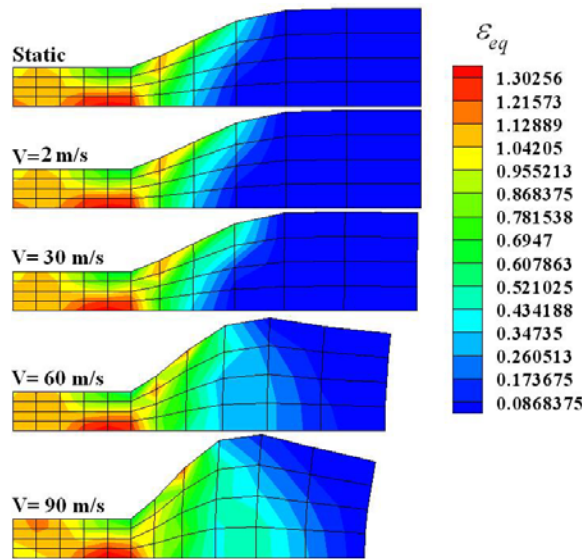 Static
V=2 m/s
V= 30 m/s
V= 60 m/s
V= 90 m/s
εeq
1.30256
1.21573
1.12889
1.04205
0.955213
0.868375
0.781538
0.6947
0.607863
0.521025
0.434188
0.34735
0.260513
0.173675
0.0868375